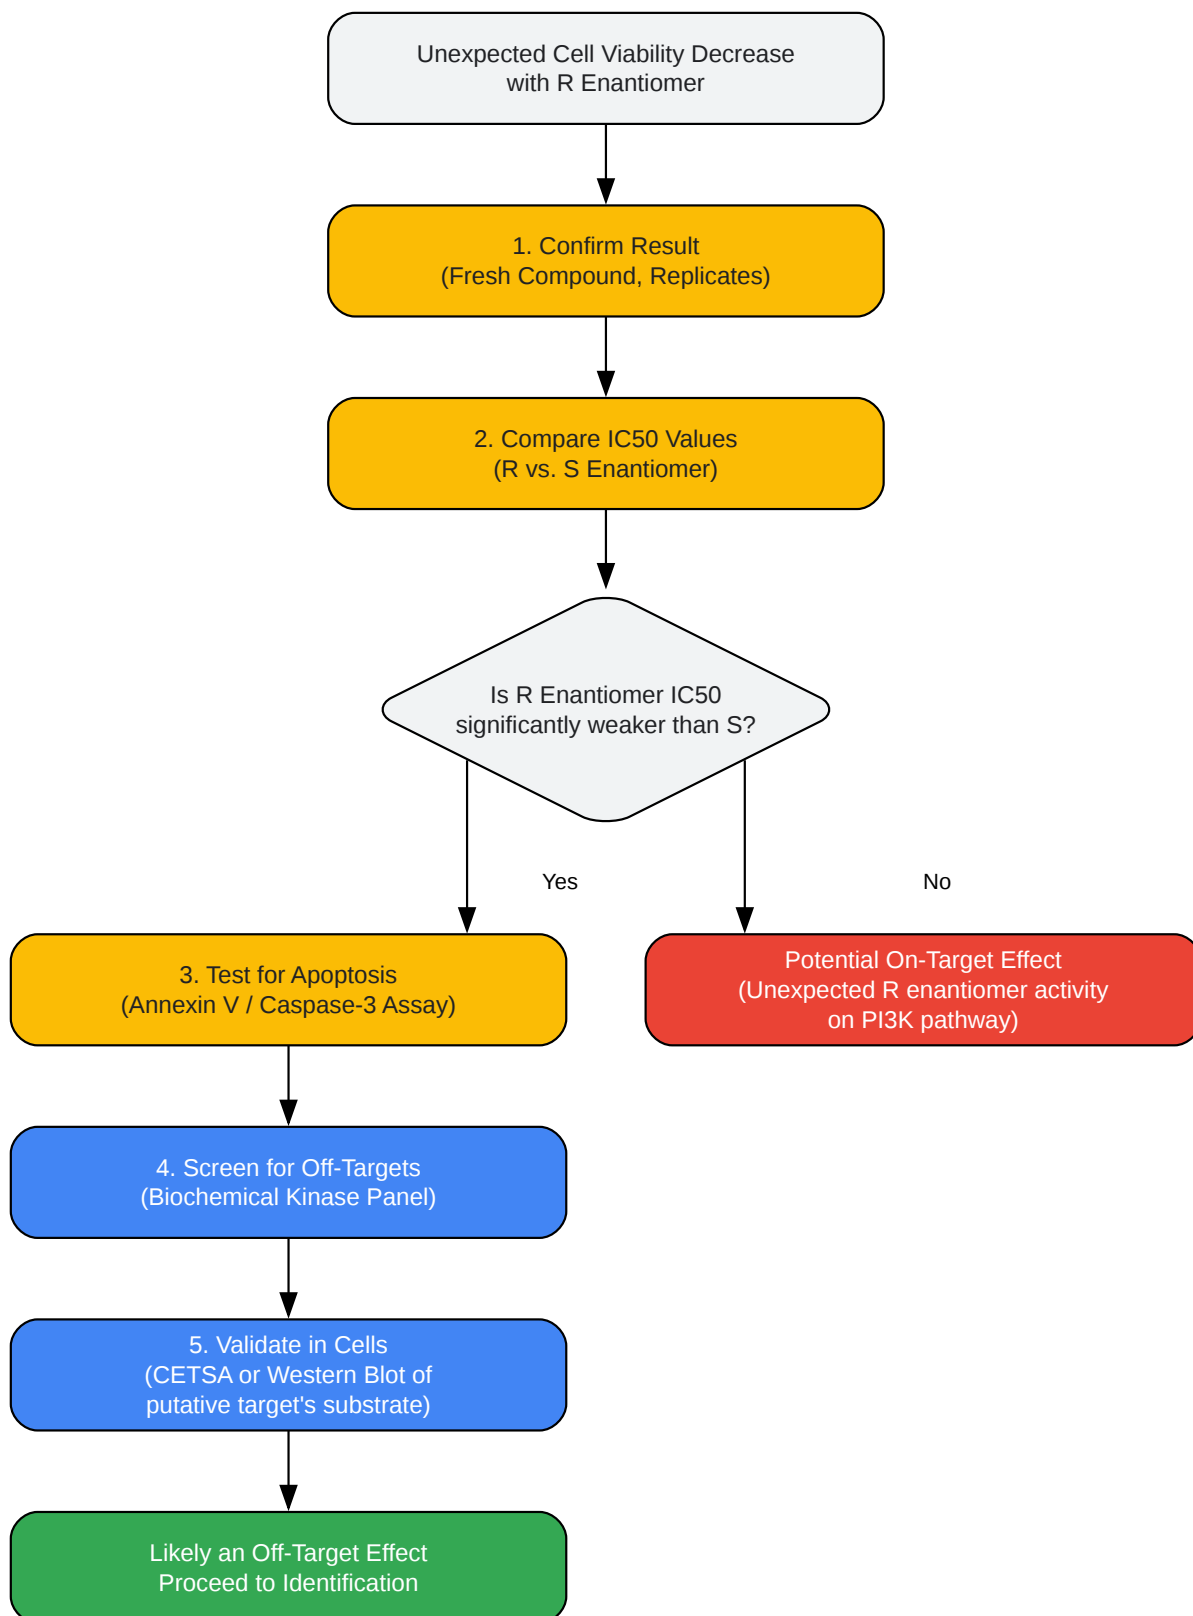 Unexpected Cell Viability Decrease
with R Enantiomer
1. Confirm Result
(Fresh Compound, Replicates)
2. Compare IC50 Values
(R vs. S Enantiomer)
Is R Enantiomer IC50
significantly weaker than S?
Yes
No
3. Test for Apoptosis
(Annexin V / Caspase-3 Assay)
Potential On-Target Effect
(Unexpected R enantiomer activity
on PI3K pathway)
4. Screen for Off-Targets
(Biochemical Kinase Panel)
5. Validate in Cells
(CETSA or Western Blot of
putative target's substrate)
Likely an Off-Target Effect
Proceed to Identification